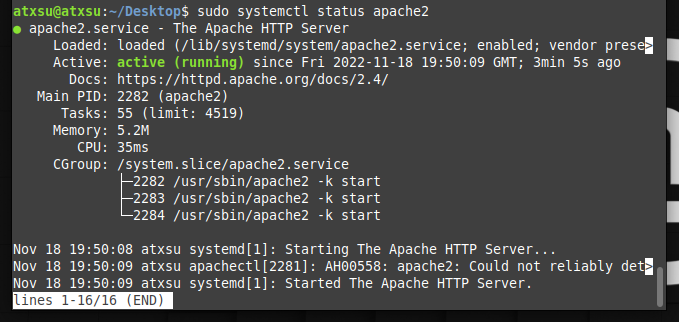 atxsu@atxsu:~/Desktop$ sudo systemctl status apache2
● apache2.service - The Apache HTTP Server
     Loaded: loaded (/lib/systemd/system/apache2.service; enabled; vendor prese>
     Active: active (running) since Fri 2022-11-18 19:50:09 GMT; 3min 5s ago
       Docs: https://httpd.apache.org/docs/2.4/
   Main PID: 2282 (apache2)
      Tasks: 55 (limit: 4519)
     Memory: 5.2M
        CPU: 35ms
     CGroup: /system.slice/apache2.service
             ├─2282 /usr/sbin/apache2 -k start
             ├─2283 /usr/sbin/apache2 -k start
             └─2284 /usr/sbin/apache2 -k start
Nov 18 19:50:08 atxsu systemd[1]: Starting The Apache HTTP Server...
Nov 18 19:50:09 atxsu apachectl[2281]: AH00558: apache2: Could not reliably det>
Nov 18 19:50:09 atxsu systemd[1]: Started The Apache HTTP Server.
lines 1-16/16 (END)